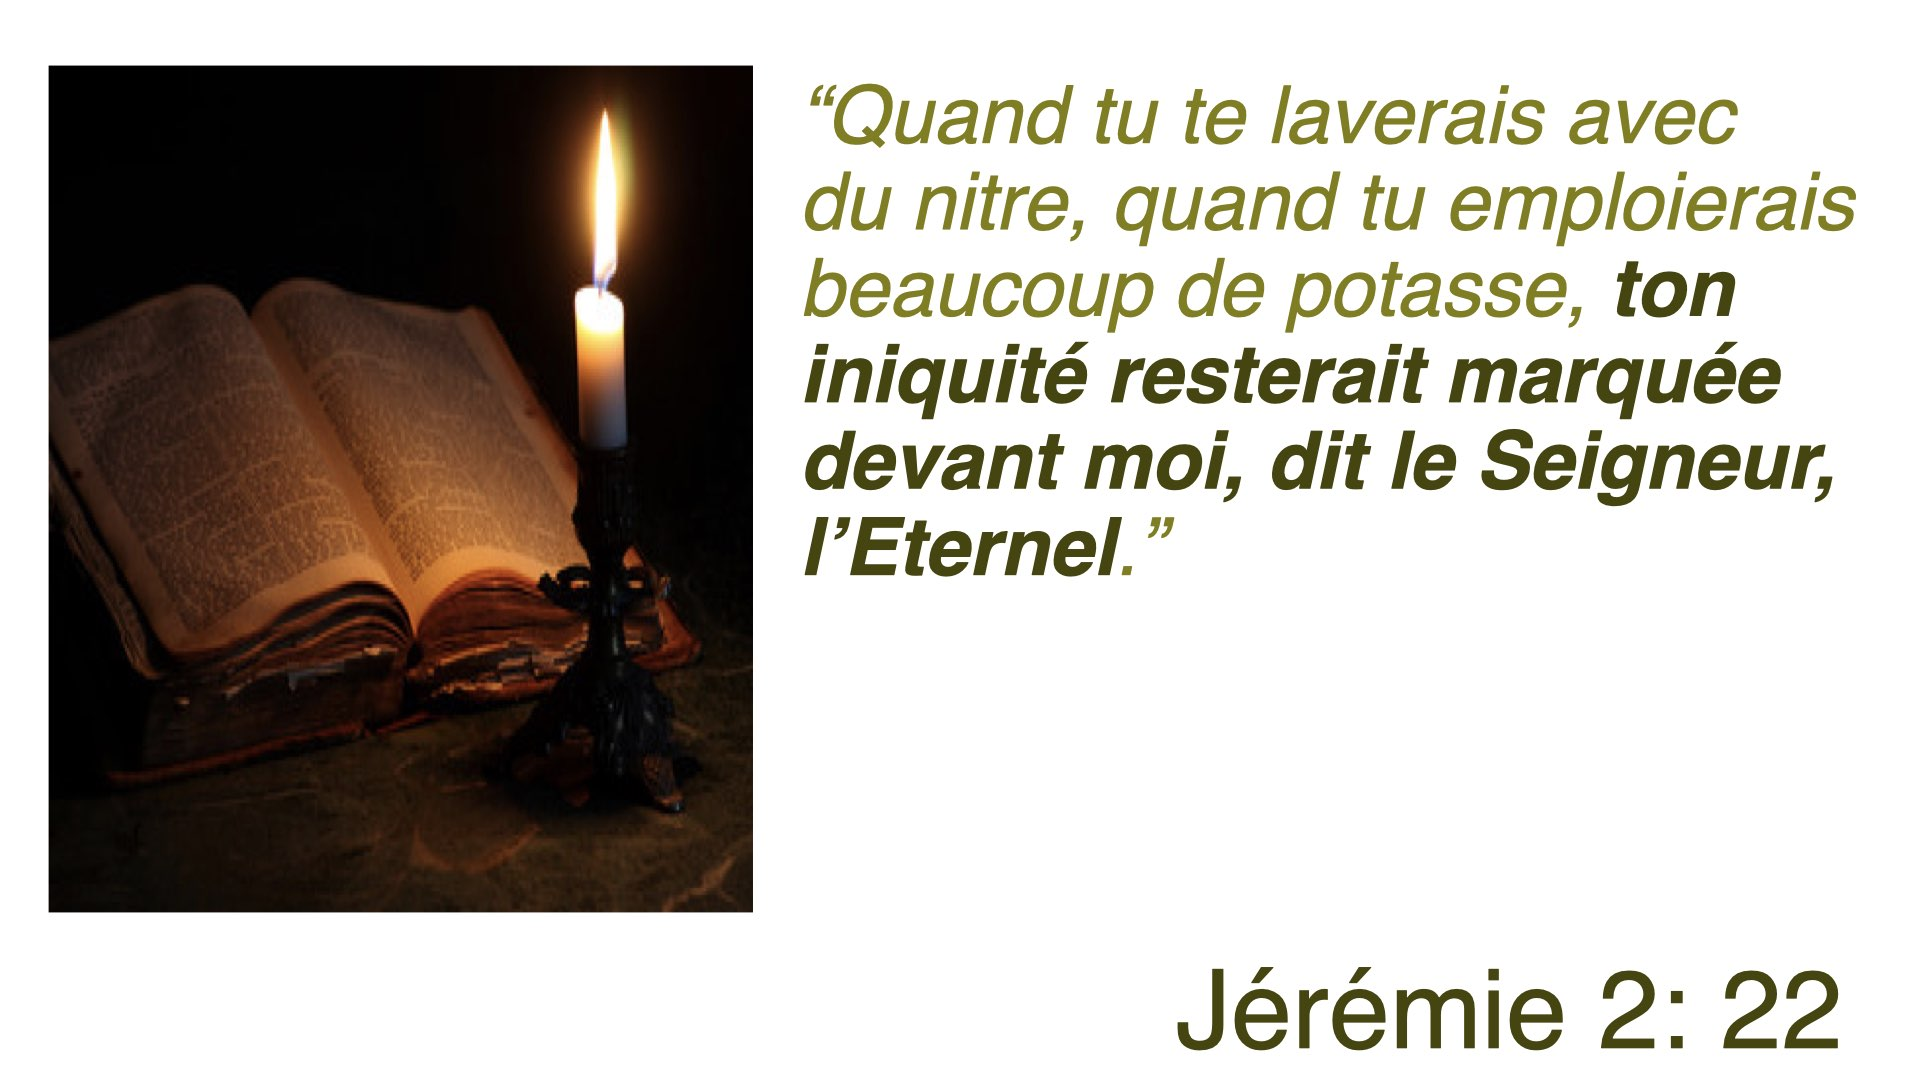 “Quand tu te laverais avec
du nitre, quand tu emploierais
beaucoup de potasse, ton
iniquité resterait marquée
devant moi, dit le Seigneur,
l’Eternel.”
Jérémie 2: 22